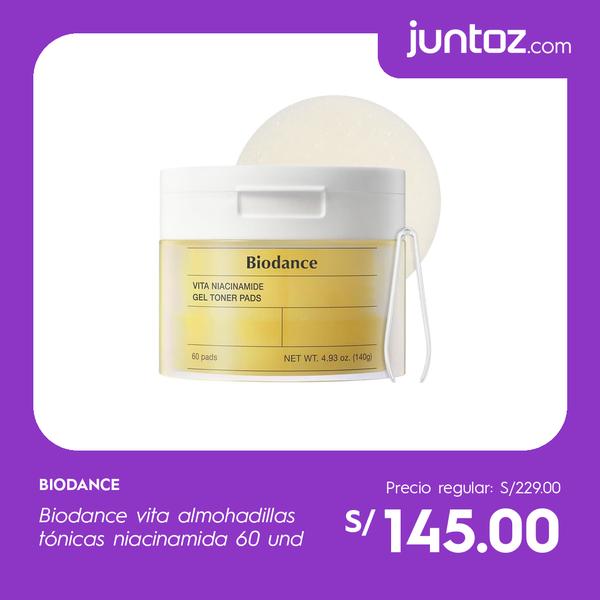 juntoz.com
Biodance
VITA NIACINAMIDE
GEL TONER PADS
60 pads
NET WT. 4.93 oz. (140g)
BIODANCE
Biodance vita almohadillas
tónicas niacinamida 60 und
Precio regular: S/229.00
S/145.00